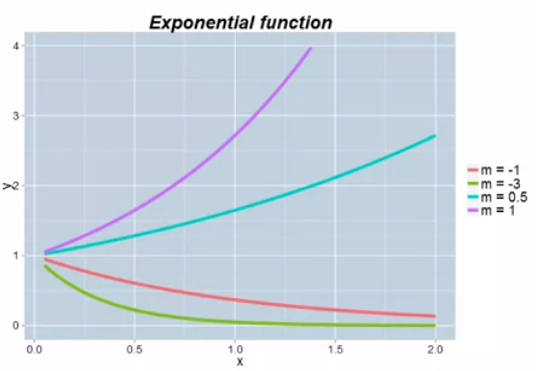 Exponential function
4
3
2
1
0
y
0.0 0.5 1.0 1.5 2.0
x
m = -1
m = -3
m = 0.5
m = 1